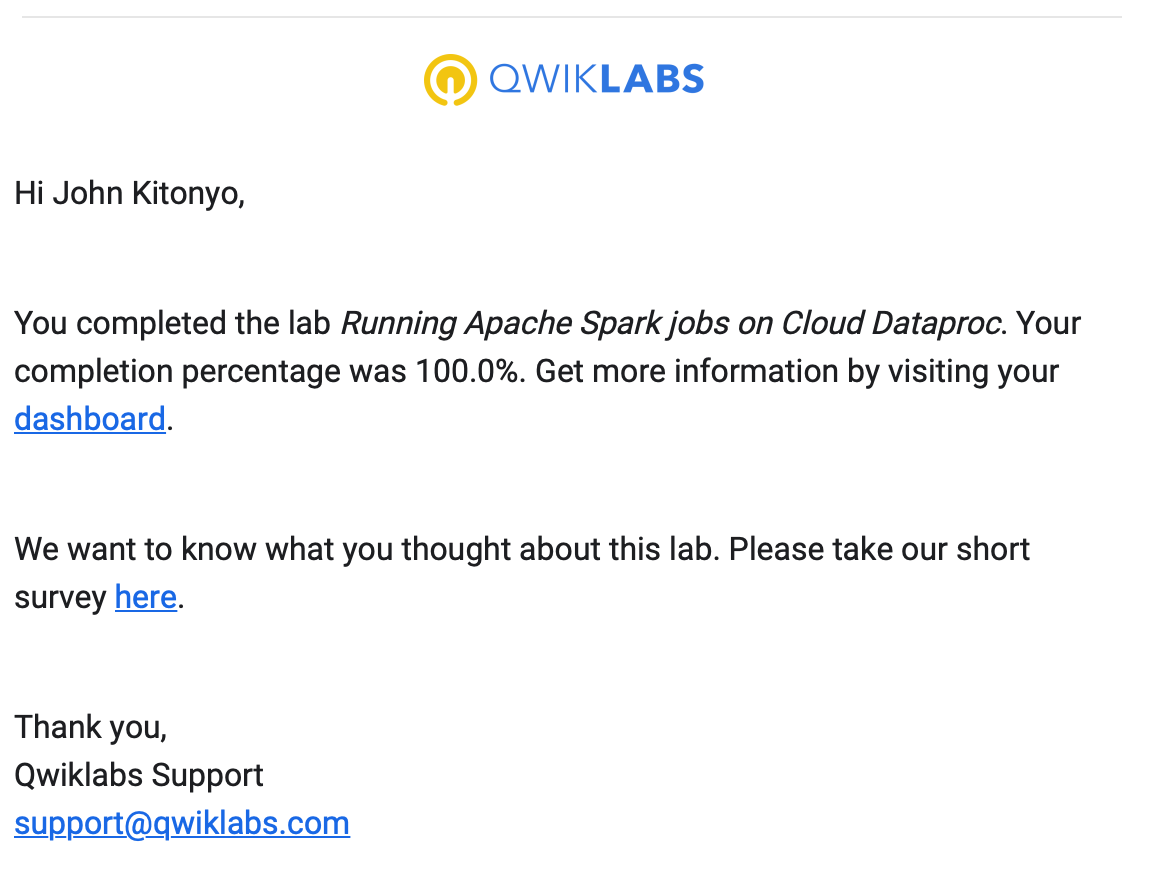 QWIKLABS
Hi John Kitonyo,
You completed the lab Running Apache Spark jobs on Cloud Dataproc. Your
completion percentage was 100.0%. Get more information by visiting your
dashboard.
We want to know what you thought about this lab. Please take our short
survey here.
Thank you,
Qwiklabs Support
support@qwiklabs.com